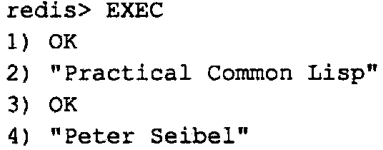 redis> EXEC
1) OK
2) "Practical Common Lisp"
3) OK
4) "Peter Seibel"